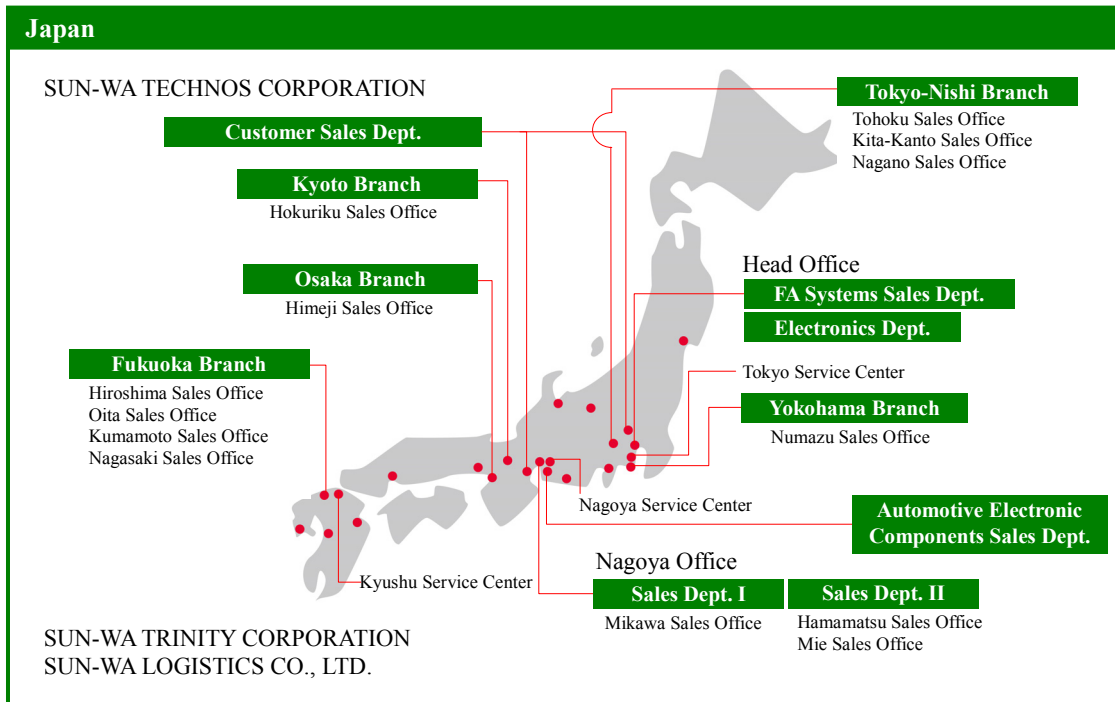 Japan
SUN-WA TECHNOS CORPORATION
Customer Sales Dept.
Kyoto Branch
Hokuriku Sales Office
Osaka Branch
Himeji Sales Office
Fukuoka Branch
Hiroshima Sales Office
Oita Sales Office
Kumamoto Sales Office
Nagasaki Sales Office
Tokyo-Nishi Branch
Tohoku Sales Office
Kita-Kanto Sales Office
Nagano Sales Office
Head Office
FA Systems Sales Dept.
Electronics Dept.
Tokyo Service Center
Yokohama Branch
Numazu Sales Office
Nagoya Service Center
Automotive Electronic
Components Sales Dept.
Kyushu Service Center
Nagoya Office
Sales Dept. I
Mikawa Sales Office
Sales Dept. II
Hamamatsu Sales Office
Mie Sales Office
SUN-WA TRINITY CORPORATION
SUN-WA LOGISTICS CO., LTD.